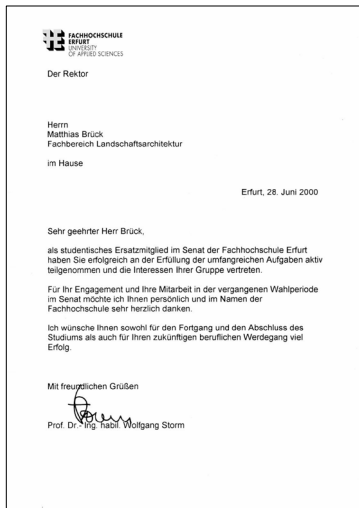 FACHHOCHSCHULE
ERFURT
UNIVERSITY
OF APPLIED SCIENCES
Der Rektor
Herrn
Matthias Brück
Fachbereich Landschaftsarchitektur
im Hause
Erfurt, 28. Juni 2000
Sehr geehrter Herr Brück,
als studentisches Ersatzmitglied im Senat der Fachhochschule Erfurt
haben Sie erfolgreich an der Erfüllung der umfangreichen Aufgaben aktiv
teilgenommen und die Interessen Ihrer Gruppe vertreten.
Für Ihr Engagement und Ihre Mitarbeit in der vergangenen Wahlperiode
im Senat möchte ich Ihnen persönlich und im Namen der
Fachhochschule sehr herzlich danken.
Ich wünsche Ihnen sowohl für den Fortgang und den Abschluss des
Studiums als auch für Ihren zukünftigen beruflichen Werdegang viel
Erfolg.
Mit freundlichen Grüßen
Prof. Dr.- Ing. habil. Wolfgang Storm